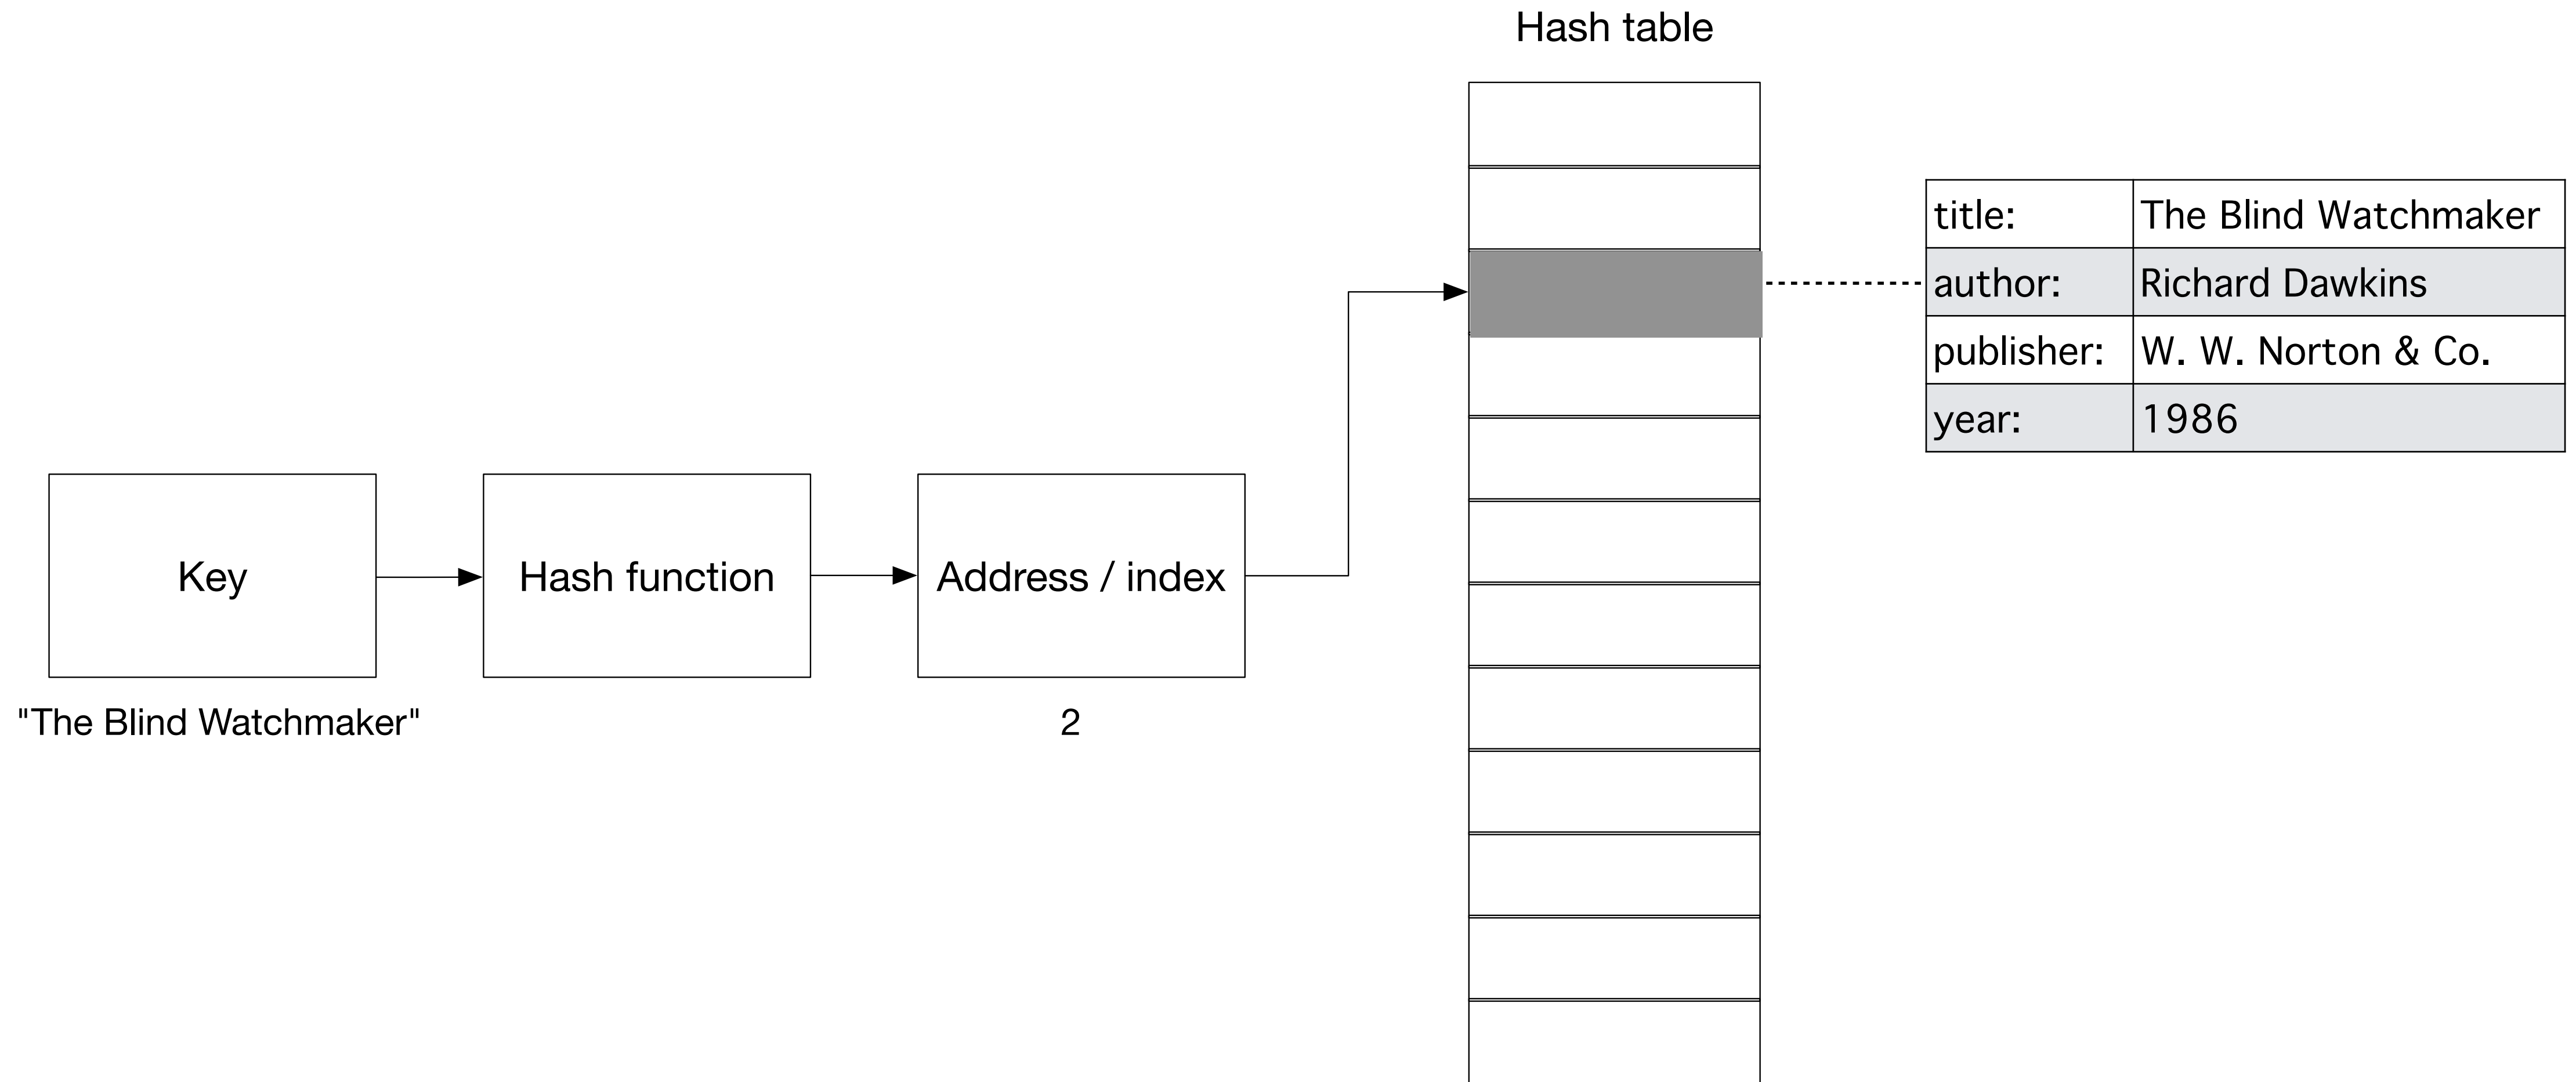 Hash table
title: The Blind Watchmaker
author: Richard Dawkins
publisher: W. W. Norton & Co.
year: 1986
Key
Hash function
Address / index
"The Blind Watchmaker"
2